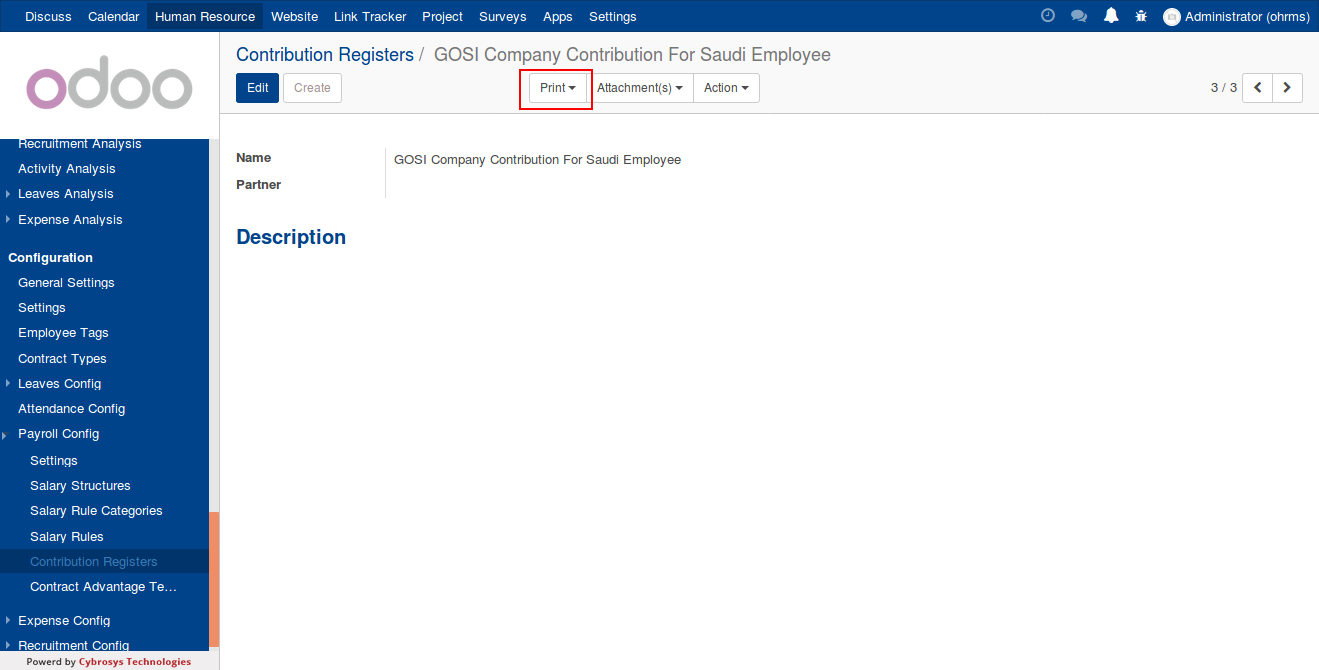 Discuss Calendar Human Resource Website Link Tracker Project Surveys Apps Settings Administrator (ohrms)
odoo
Contribution Registers / GOSI Company Contribution For Saudi Employee
Edit Create Print Attachment(s) Action 3 / 3
Recruitment Analysis
Activity Analysis
Leaves Analysis
Expense Analysis
Configuration
General Settings
Settings
Employee Tags
Contract Types
Leaves Config
Attendance Config
Payroll Config
Settings
Salary Structures
Salary Rule Categories
Salary Rules
Contribution Registers
Contract Advantage Te...
Expense Config
Recruitment Config
Powerd by Cybrosys Technologies
Name GOSI Company Contribution For Saudi Employee
Partner
Description